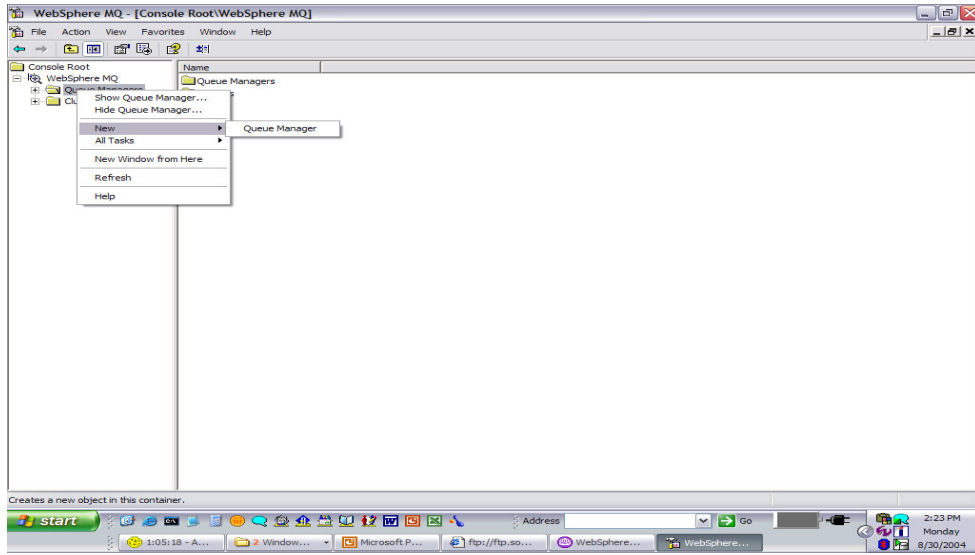 WebSphere MQ - [Console Root\WebSphere MQ]
File Action View Favorites Window Help
Console Root
Name
WebSphere MQ
Queue Managers
Queue Managers
Clu
s
Show Queue Manager...
Hide Queue Manager...
New
Queue Manager
All Tasks
New Window from Here
Refresh
Help
Creates a new object in this container.
start
Address
Go
2:23 PM
1:05:18 - A...
2 Window...
Microsoft P...
ftp://ftp.so...
WebSphere...
WebSphere...
Monday
8/30/2004